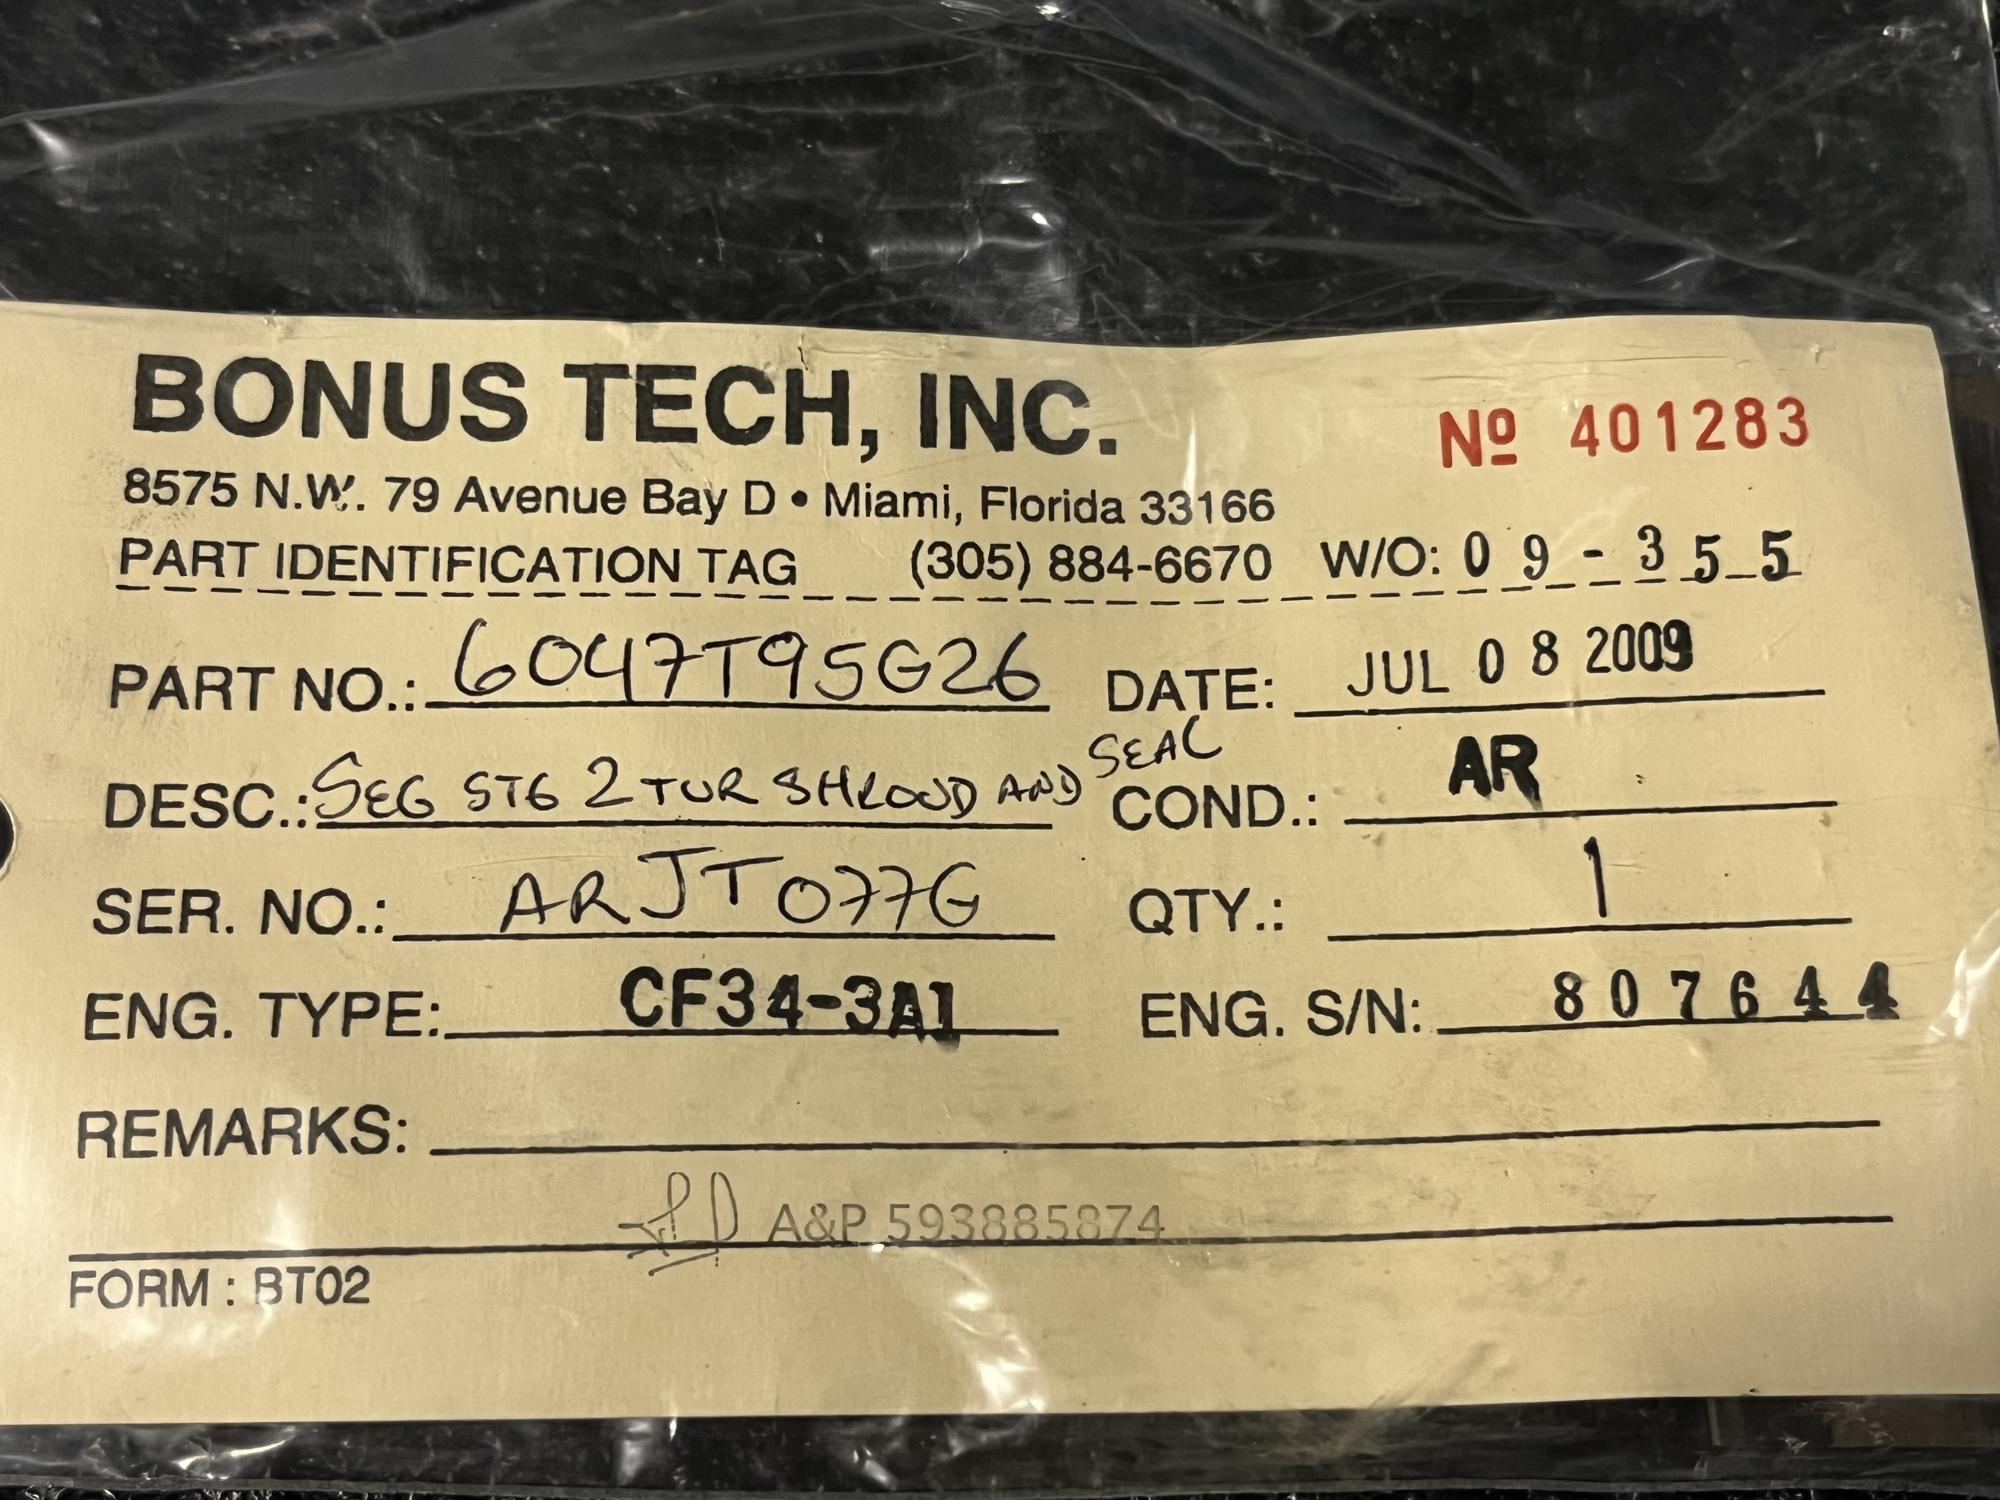 BONUS TECH, INC.
Nº 401283
8575 N.W. 79 Avenue Bay D • Miami, Florida 33166
PART IDENTIFICATION TAG (305) 884-6670 W/O: 09-355
PART NO.: 6047T95G26 DATE: JUL 08 2009
DESC.: SEG STG 2 TUR SHROUD AND SEAL COND.: AR
SER. NO.: ARJT077G QTY.: 1
ENG. TYPE: CF34-3A1 ENG. S/N: 807644
REMARKS:
A&P 593885874
FORM : BT02